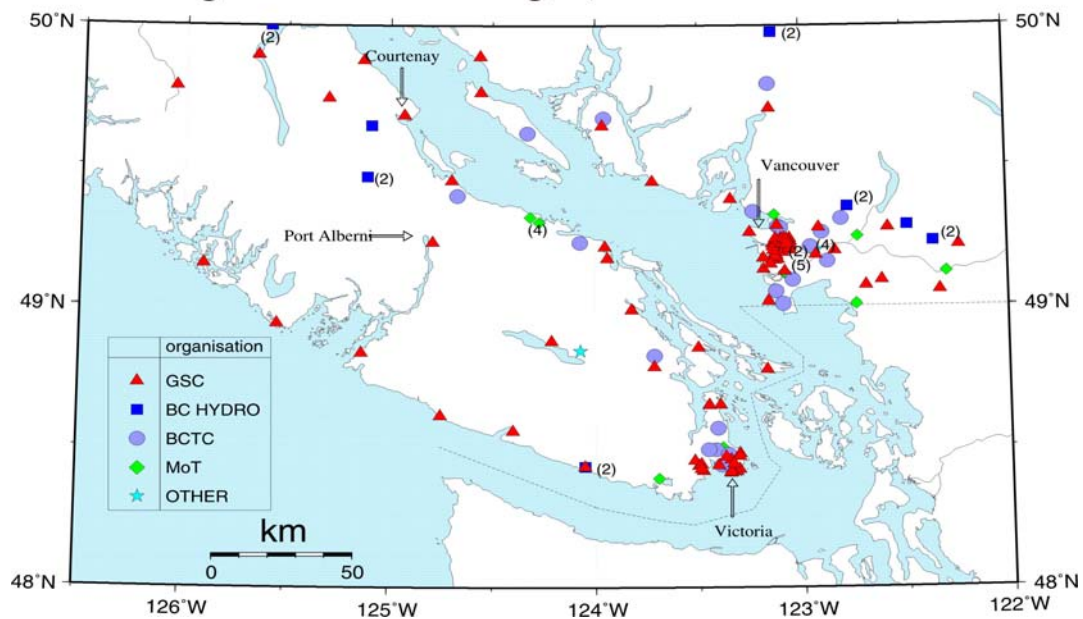 50°N
50°N
(2)
(2)
Courtenay
Vancouver
(2)
(2)
(2)
(4)
Port Alberni
(4)
(2)
(5)
49°N
49°N
organisation
GSC
BC HYDRO
BCTC
MoT
OTHER
(2)
km
0
50
Victoria
48°N
48°N
126°W
125°W
124°W
123°W
122°W